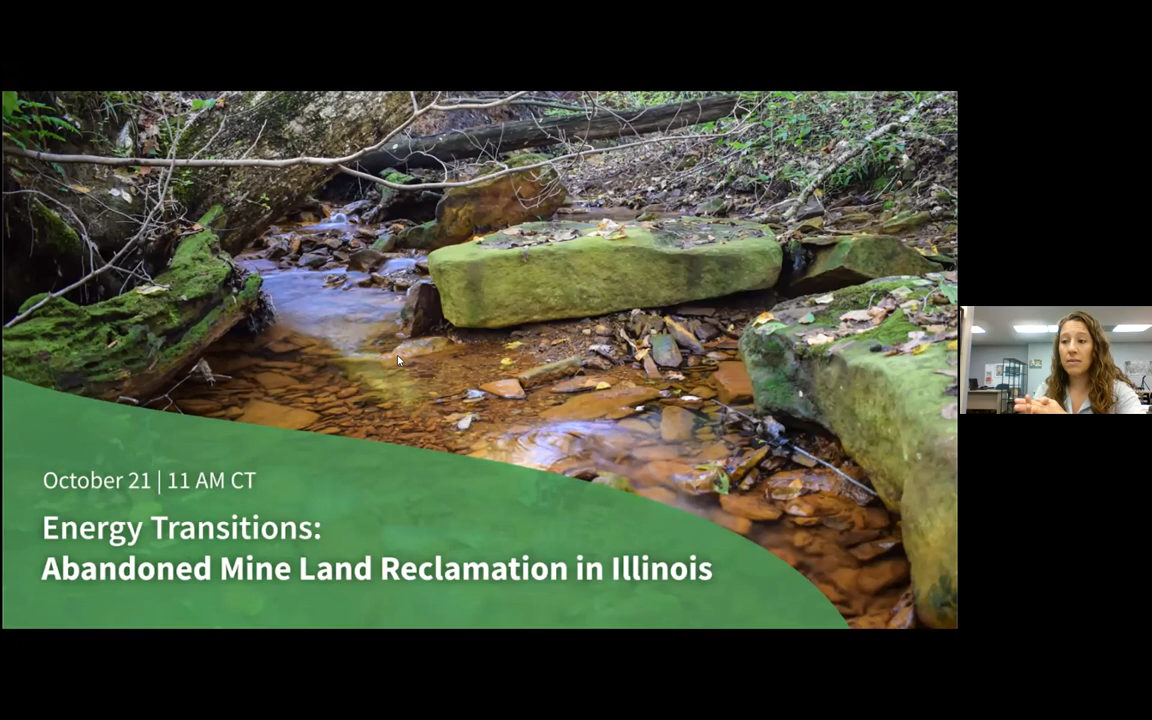 October 21 | 11 AM CT
Energy Transitions:
Abandoned Mine Land Reclamation in Illinois